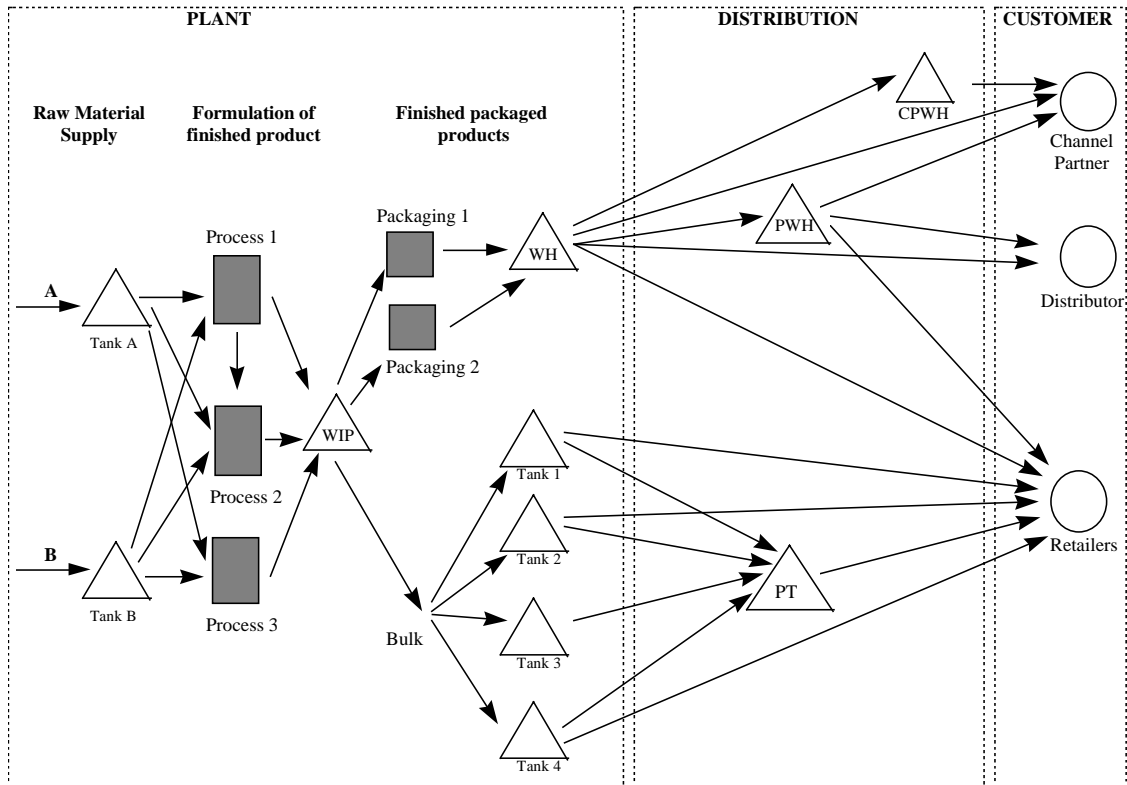 PLANT
DISTRIBUTION
CUSTOMER
Raw Material
Supply
Formulation of
finished product
Finished packaged
products
CPWH
Channel
Partner
Packaging 1
Process 1
WH
PWH
A
Tank A
Distributor
Packaging 2
WIP
Tank 1
Process 2
Retailers
B
Tank 2
Tank B
PT
Process 3
Bulk
Tank 3
Tank 4